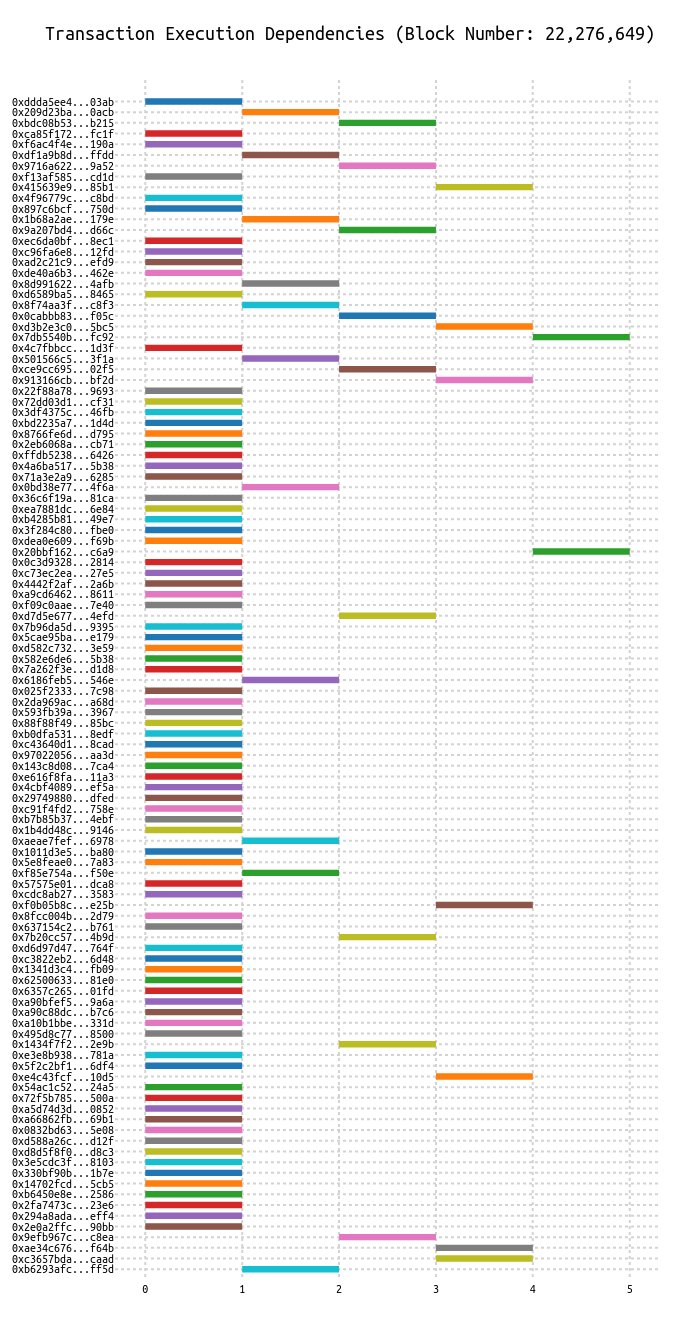 Transaction Execution Dependencies (Block Number: 22,276,649)
0xddda5ee4...03ab
0x209d23ba...0acb
0xbdc08b53...b215
0xca85f172...fc1f
0xf6ac4f4e...190a
0xdf1a9b8d...ffdd
0x9716a622...9a52
0xf13af585...cd1d
0x415639e9...85b1
0x4f96779c...c8bd
0x897c6bcf...750d
0x1b68a2ae...179e
0x9a207bd4...d66c
0xec6da0bf...8ec1
0xc96fa6e8...12fd
0xad2c21c9...efd9
0xde40a6b3...462e
0x8d991622...4afb
0xd6589ba5...8465
0x8f74aa3f...c8f3
0x0cabbb83...f05c
0xd3b2e3c0...5bc5
0x7db5540b...fc92
0x4c7fbbcc...1d3f
0x501566c5...3f1a
0xce9cc695...02f5
0x913166cb...bf2d
0x22f88a78...9693
0x72dd03d1...cf31
0x3df4375c...46fb
0xbd2235a7...1d4d
0x8766fe6d...d795
0x2eb6068a...cb71
0xffdb5238...6426
0x4a6ba517...5b38
0x71a3e2a9...6285
0x0bd38e77...4f6a
0x36c6f19a...81ca
0xea7881dc...6e84
0xb4285b81...49e7
0x3f284c80...fbe0
0xdea0e609...f69b
0x20bbf162...c6a9
0x0c3d9328...2814
0xc73ec2ea...27e5
0x4442f2af...2a6b
0xa9cd6462...8611
0xf09c0aae...7e40
0xd7d5e677...4efd
0x7b96da5d...9395
0x5cae95ba...e179
0xd582c732...3e59
0x582e6de6...5b38
0x7a262f3e...d1d8
0x6186feb5...546e
0x025f2333...7c98
0x2da969ac...a68d
0x593fb39a...3967
0x88f88f49...85bc
0xb0dfa531...8edf
0xc43640d1...8cad
0x97022056...aa3d
0x143c8d08...7ca4
0xe616f8fa...11a3
0x4cbf4089...ef5a
0x29749880...dfed
0xc91f4fd2...758e
0xb7b85b37...4ebf
0x1b4dd48c...9146
0xaeae7fef...6978
0x1011d3e5...ba80
0x5e8feae0...7a83
0xf85e754a...f50e
0x57575e01...dca8
0xcdc8ab27...3583
0xf0b05b8c...e25b
0x8fcc004b...2d79
0x637154c2...b761
0x7b20cc57...4b9d
0xd6d97d47...764f
0xc3822eb2...6d48
0x1341d3c4...fb09
0x62500633...81e0
0x6357c265...01fd
0xa90bfef5...9a6a
0xa90c88dc...b7c6
0xa10b1bbe...331d
0x495d8c77...8500
0x1434f7f2...2e9b
0xe3e8b938...781a
0x5f2c2bf1...6df4
0xe4c43fcf...10d5
0x54ac1c52...24a5
0x72f5b785...500a
0xa5d74d3d...0852
0xa66862fb...69b1
0x0832bd63...5e08
0xd588a26c...d12f
0xd8d5f8f0...d8c3
0x3e5cdc3f...8103
0x330bf90b...1b7e
0x14702fcd...5cb5
0xb6450e8e...2586
0x2fa7473c...23e6
0x294a8ada...eff4
0x2e0a2ffc...90bb
0x9efb967c...c8ea
0xae34c676...f64b
0xc3657bda...caad
0xb6293afc...ff5d
0 1 2 3 4 5